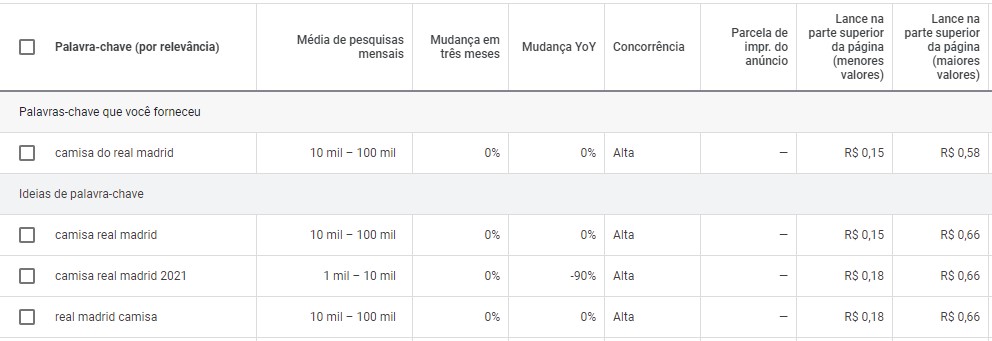 Palavra-chave (por relevância) Média de pesquisas mensais Mudança em três meses Mudança YoY Concorrência Parcela de impr. do anúncio Lance na parte superior da página (menores valores) Lance na parte superior da página (maiores valores)
Palavras-chave que você forneceu
camisa do real madrid 10 mil – 100 mil 0% 0% Alta — R$ 0,15 R$ 0,58
Ideias de palavra-chave
camisa real madrid 10 mil – 100 mil 0% 0% Alta — R$ 0,15 R$ 0,66
camisa real madrid 2021 1 mil – 10 mil 0% -90% Alta — R$ 0,18 R$ 0,66
real madrid camisa 10 mil – 100 mil 0% 0% Alta — R$ 0,18 R$ 0,66